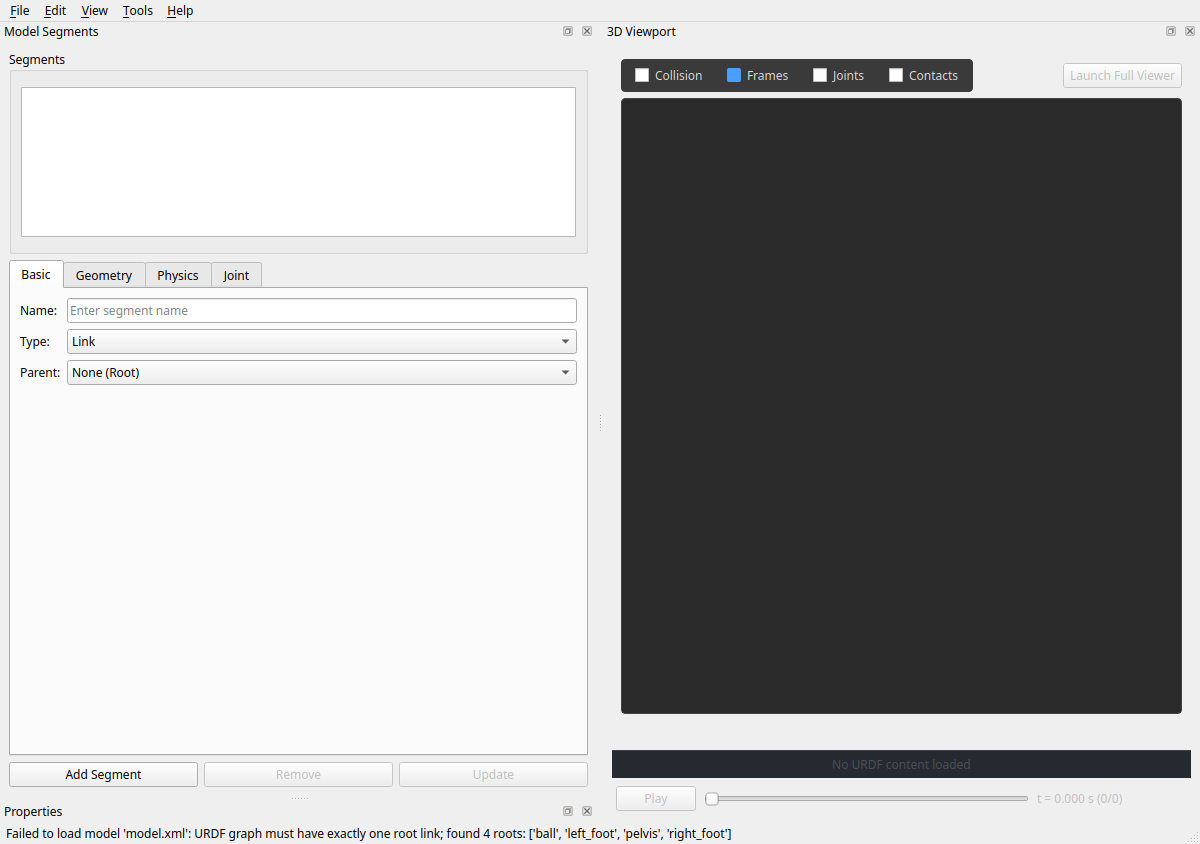 File Edit View Tools Help
Model Segments
Segments
Basic Geometry Physics Joint
Name: Enter segment name
Type: Link
Parent: None (Root)
Add Segment Remove Update
Properties
3D Viewport
Collision Frames Joints Contacts Launch Full Viewer
No URDF content loaded
Play t = 0.000 s (0/0)
Failed to load model 'model.xml': URDF graph must have exactly one root link; found 4 roots: ['ball', 'left_foot', 'pelvis', 'right_foot']